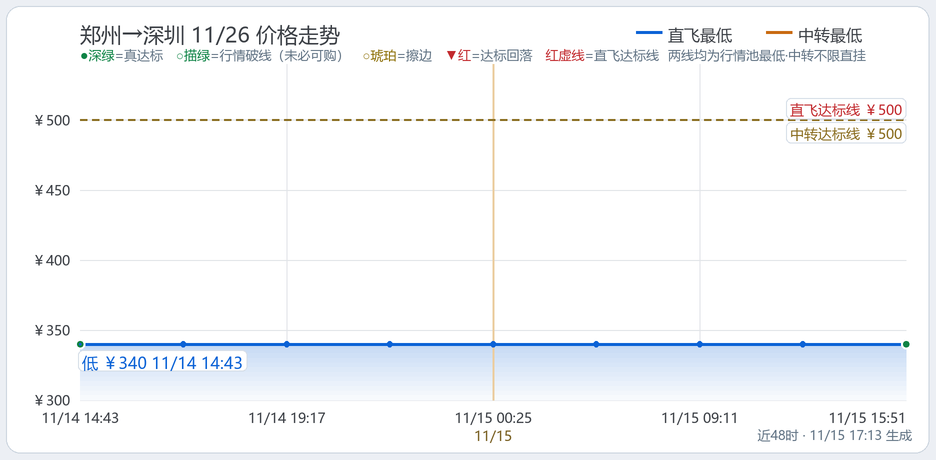 郑州→深圳 11/26 价格走势
直飞最低 中转最低
●深绿=真达标 ○描绿=行情破线（未必可购） ○琥珀=擦边 ▼红=达标回落 红虚线=直飞达标线 两线均为行情池最低·中转不限直挂
直飞达标线 ￥500
￥500
中转达标线 ￥500
￥450
￥400
￥350
低 ￥340 11/14 14:43
￥300
11/14 14:43 11/14 19:17 11/15 00:25 11/15 09:11 11/15 15:51
11/15
近48时 · 11/15 17:13 生成